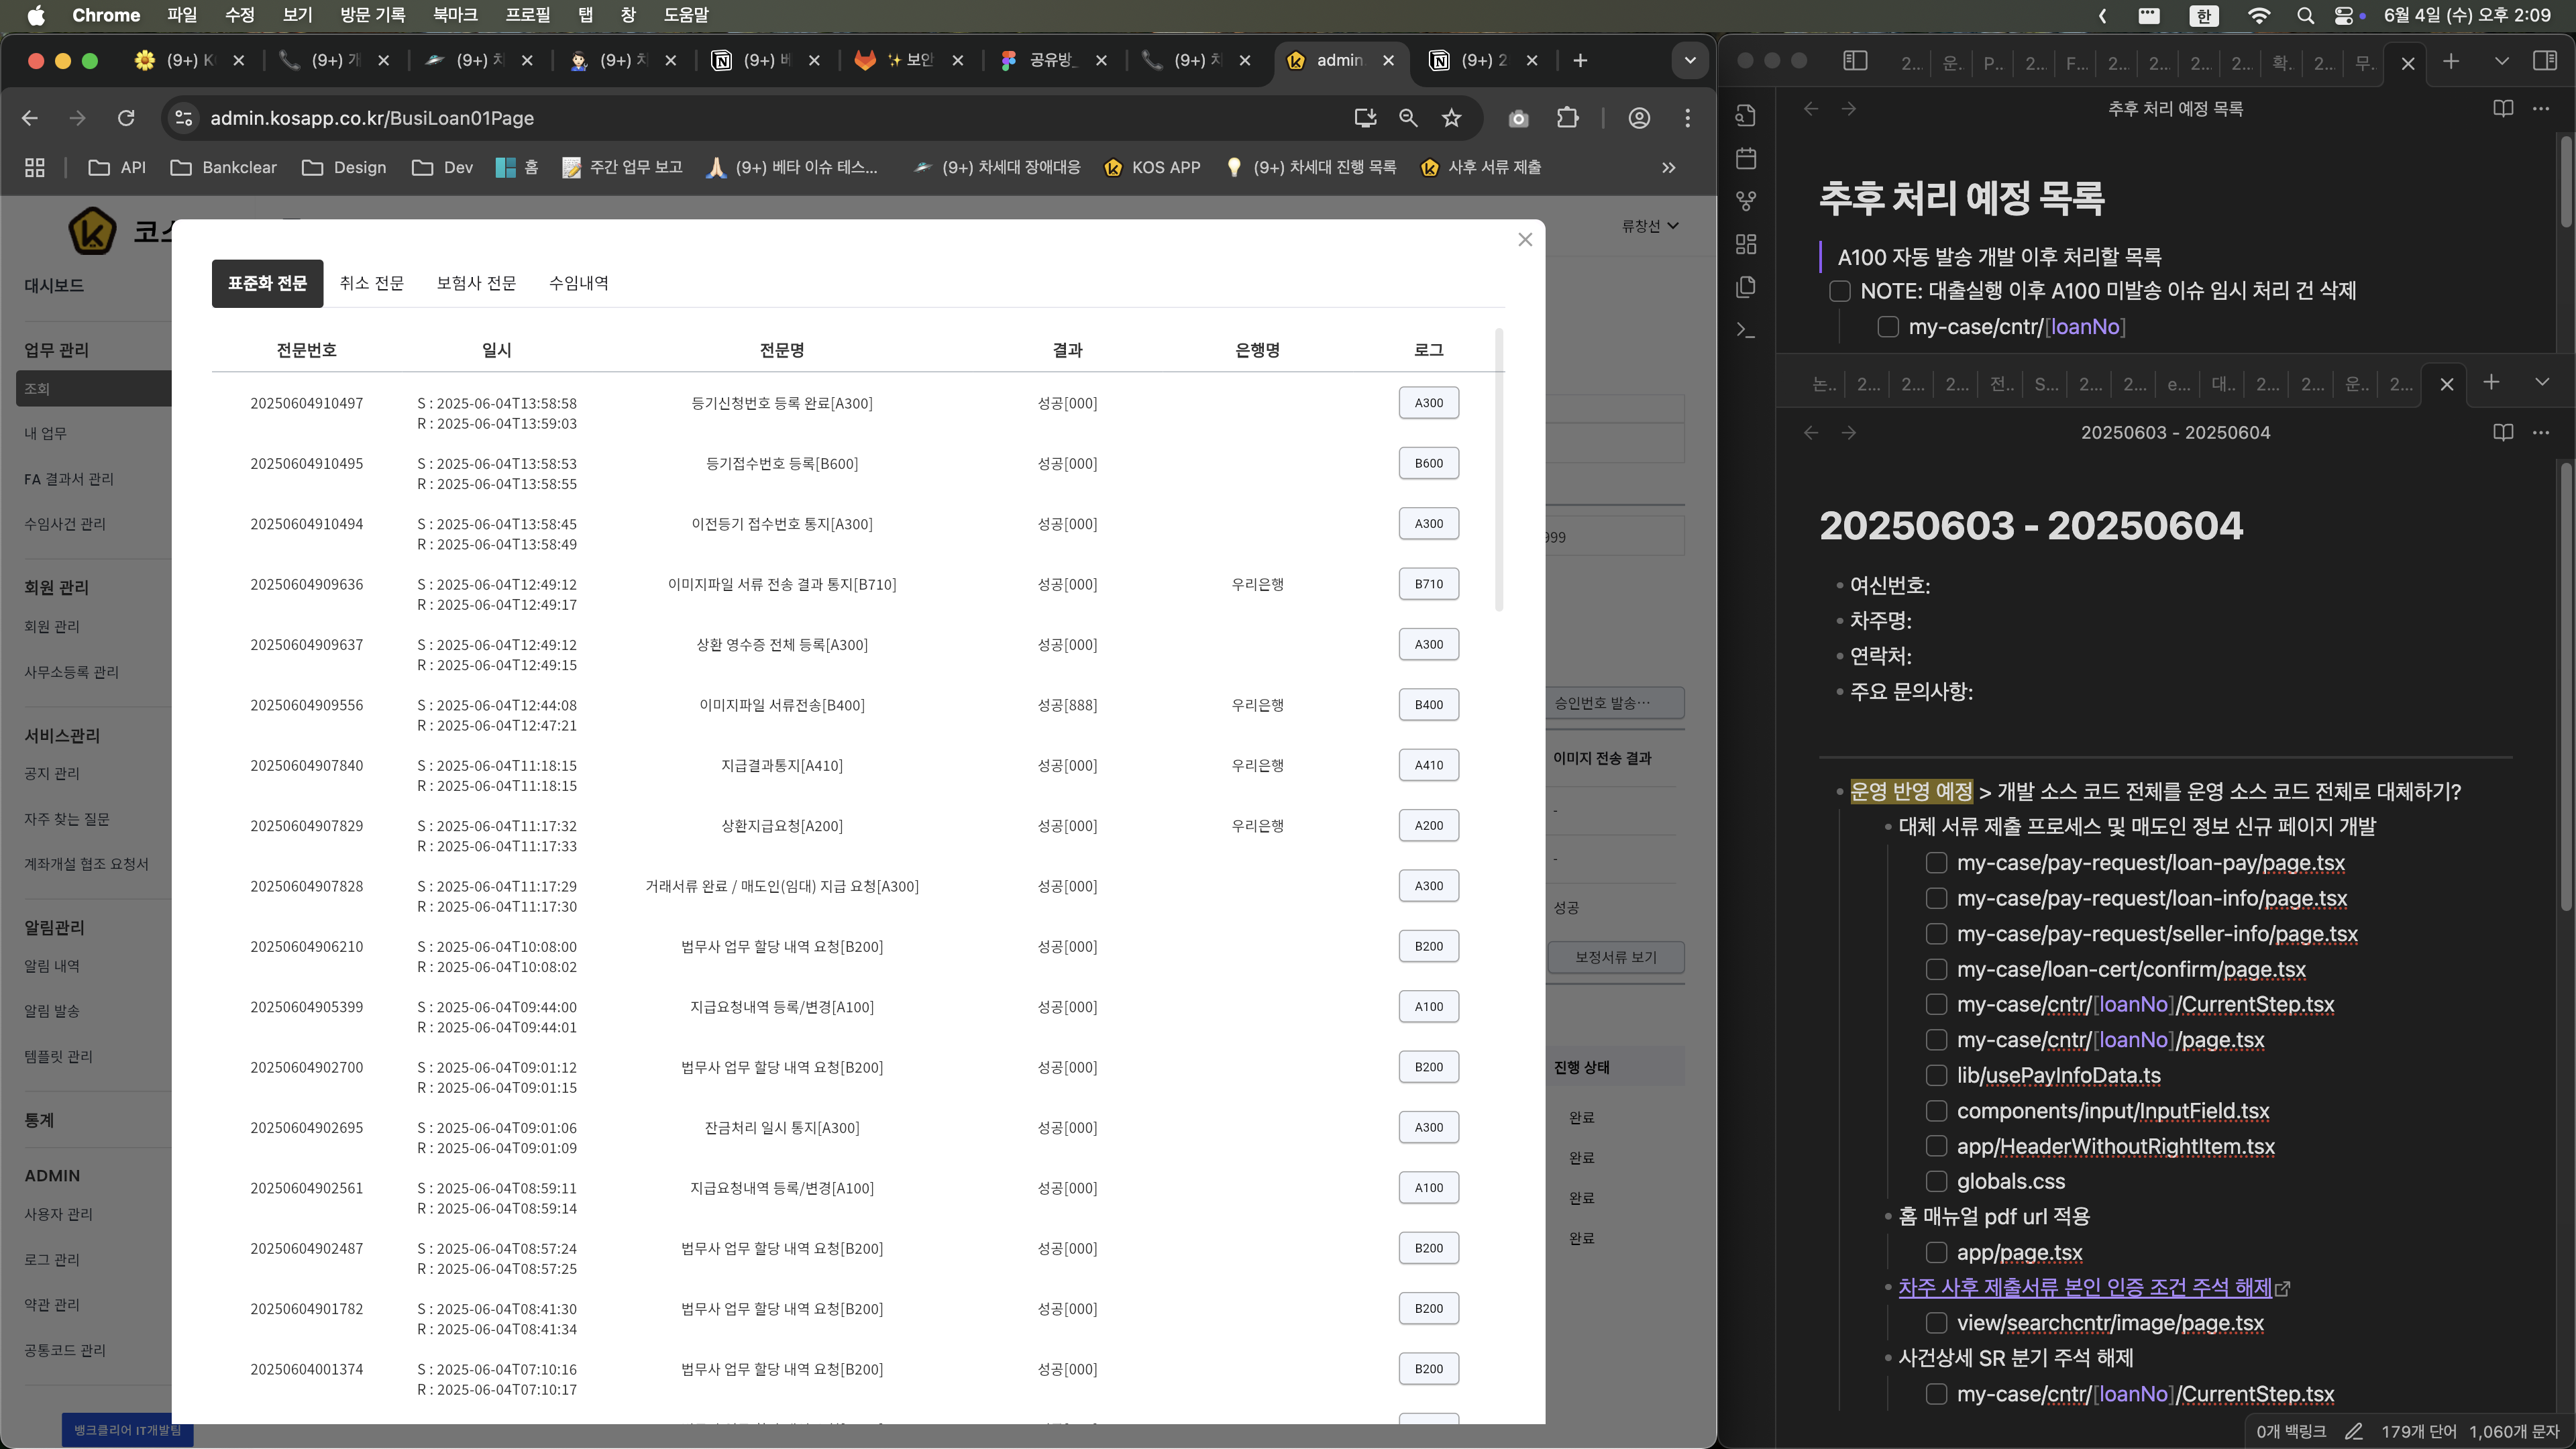 Chrome 파일 수정 보기 방문 기록 북마크 프로필 탭 창 도움말
한 6월 4일 (수) 오후 2:09
(9+) (9+) (9+) (9+) (9+) 보안 공유방_ (9+) admin. (9+) 2
admin.kosapp.co.kr/BusiLoan01Page
API Bankclear Design Dev 홈 주간 업무 보고 (9+) 베타 이슈 테스... (9+) 차세대 장애대응 KOS APP (9+) 차세대 진행 목록 사후 서류 제출
류창선
대시보드
업무 관리
조회
내 업무
FA 결과서 관리
수임사건 관리
회원 관리
회원 관리
사무소등록 관리
서비스관리
공지 관리
자주 찾는 질문
계좌개설 협조 요청서
알림관리
알림 내역
알림 발송
템플릿 관리
통계
ADMIN
사용자 관리
로그 관리
약관 관리
공통코드 관리
뱅크클리어 IT개발팀
표준화 전문 취소 전문 보험사 전문 수임내역
전문번호 일시 전문명 결과 은행명 로그
20250604910497 S : 2025-06-04T13:58:58 등기신청번호 등록 완료[A300] 성공[000] A300
R : 2025-06-04T13:59:03
20250604910495 S : 2025-06-04T13:58:53 등기접수번호 등록[B600] 성공[000] B600
R : 2025-06-04T13:58:55
20250604910494 S : 2025-06-04T13:58:45 이전등기 접수번호 통지[A300] 성공[000] A300
R : 2025-06-04T13:58:49
20250604909636 S : 2025-06-04T12:49:12 이미지파일 서류 전송 결과 통지[B710] 성공[000] 우리은행 B710
R : 2025-06-04T12:49:17
20250604909637 S : 2025-06-04T12:49:12 상환 영수증 전체 등록[A300] 성공[000] A300
R : 2025-06-04T12:49:15
20250604909556 S : 2025-06-04T12:44:08 이미지파일 서류전송[B400] 성공[888] 우리은행 B400
R : 2025-06-04T12:47:21
20250604907840 S : 2025-06-04T11:18:15 지급결과통지[A410] 성공[000] 우리은행 A410
R : 2025-06-04T11:18:15
20250604907829 S : 2025-06-04T11:17:32 상환지급요청[A200] 성공[000] 우리은행 A200
R : 2025-06-04T11:17:33
20250604907828 S : 2025-06-04T11:17:29 거래서류 완료 / 매도인(임대) 지급 요청[A300] 성공[000] A300
R : 2025-06-04T11:17:30
20250604906210 S : 2025-06-04T10:08:00 법무사 업무 할당 내역 요청[B200] 성공[000] B200
R : 2025-06-04T10:08:02
20250604905399 S : 2025-06-04T09:44:00 지급요청내역 등록/변경[A100] 성공[000] A100
R : 2025-06-04T09:44:01
20250604902700 S : 2025-06-04T09:01:12 법무사 업무 할당 내역 요청[B200] 성공[000] B200
R : 2025-06-04T09:01:15
20250604902695 S : 2025-06-04T09:01:06 잔금처리 일시 통지[A300] 성공[000] A300
R : 2025-06-04T09:01:09
20250604902561 S : 2025-06-04T08:59:11 지급요청내역 등록/변경[A100] 성공[000] A100
R : 2025-06-04T08:59:14
20250604902487 S : 2025-06-04T08:57:24 법무사 업무 할당 내역 요청[B200] 성공[000] B200
R : 2025-06-04T08:57:25
20250604901782 S : 2025-06-04T08:41:30 법무사 업무 할당 내역 요청[B200] 성공[000] B200
R : 2025-06-04T08:41:34
20250604001374 S : 2025-06-04T07:10:16 법무사 업무 할당 내역 요청[B200] 성공[000] B200
R : 2025-06-04T07:10:17
승인번호 발송…
이미지 전송 결과
-
-
성공
보정서류 보기
진행 상태
완료
완료
완료
완료
2... 운. P... 2... F... 2... 2... 2... 2... 확. 2... 무.
추후 처리 예정 목록
추후 처리 예정 목록
A100 자동 발송 개발 이후 처리할 목록
NOTE: 대출실행 이후 A100 미발송 이슈 임시 처리 건 삭제
my-case/cntr/[loanNo]
논.. 2... 2... 2... 전.. S... 2... 2... e... 대.. 2... 2... 운.. 2...
20250603 - 20250604
20250603 - 20250604
여신번호:
차주명:
연락처:
주요 문의사항:
운영 반영 예정 > 개발 소스 코드 전체를 운영 소스 코드 전체로 대체하기?
대체 서류 제출 프로세스 및 매도인 정보 신규 페이지 개발
my-case/pay-request/loan-pay/page.tsx
my-case/pay-request/loan-info/page.tsx
my-case/pay-request/seller-info/page.tsx
my-case/loan-cert/confirm/page.tsx
my-case/cntr/[loanNo]/CurrentStep.tsx
my-case/cntr/[loanNo]/page.tsx
lib/usePayInfoData.ts
components/input/InputField.tsx
app/HeaderWithoutRightItem.tsx
globals.css
홈 매뉴얼 pdf url 적용
app/page.tsx
차주 사후 제출서류 본인 인증 조건 주석 해제
view/searchcntr/image/page.tsx
사건상세 SR 분기 주석 해제
my-case/cntr/[loanNo]/CurrentStep.tsx
0개 백링크 179개 단어 1,060개 문자